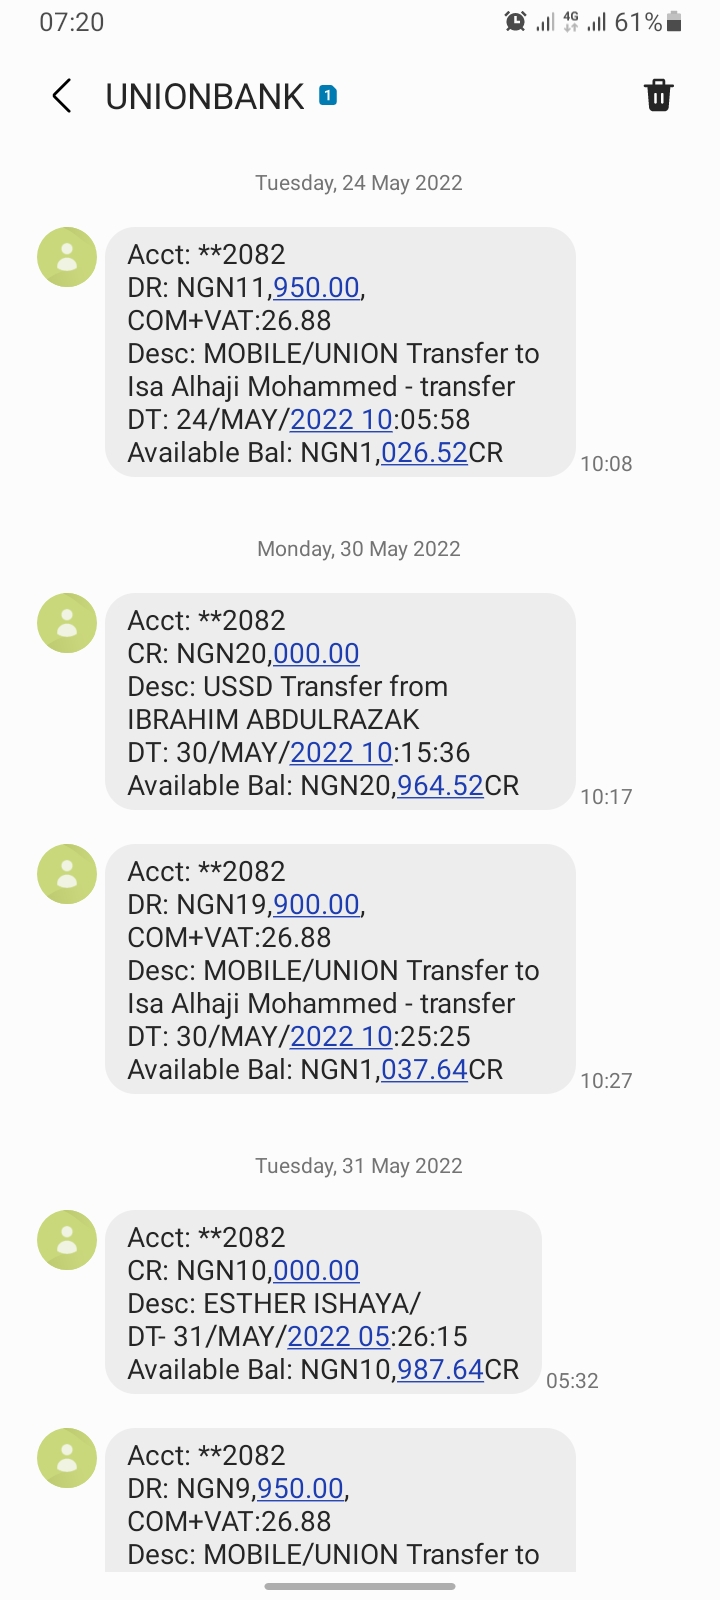 07:20
4G 61%
UNIONBANK 1
Tuesday, 24 May 2022
Acct: **2082
DR: NGN11,950.00,
COM+VAT:26.88
Desc: MOBILE/UNION Transfer to
Isa Alhaji Mohammed - transfer
DT: 24/MAY/2022 10:05:58
Available Bal: NGN1,026.52CR
10:08
Monday, 30 May 2022
Acct: **2082
CR: NGN20,000.00
Desc: USSD Transfer from
IBRAHIM ABDULRAZAK
DT: 30/MAY/2022 10:15:36
Available Bal: NGN20,964.52CR
10:17
Acct: **2082
DR: NGN19,900.00,
COM+VAT:26.88
Desc: MOBILE/UNION Transfer to
Isa Alhaji Mohammed - transfer
DT: 30/MAY/2022 10:25:25
Available Bal: NGN1,037.64CR
10:27
Tuesday, 31 May 2022
Acct: **2082
CR: NGN10,000.00
Desc: ESTHER ISHAYA/
DT- 31/MAY/2022 05:26:15
Available Bal: NGN10,987.64CR
05:32
Acct: **2082
DR: NGN9,950.00,
COM+VAT:26.88
Desc: MOBILE/UNION Transfer to